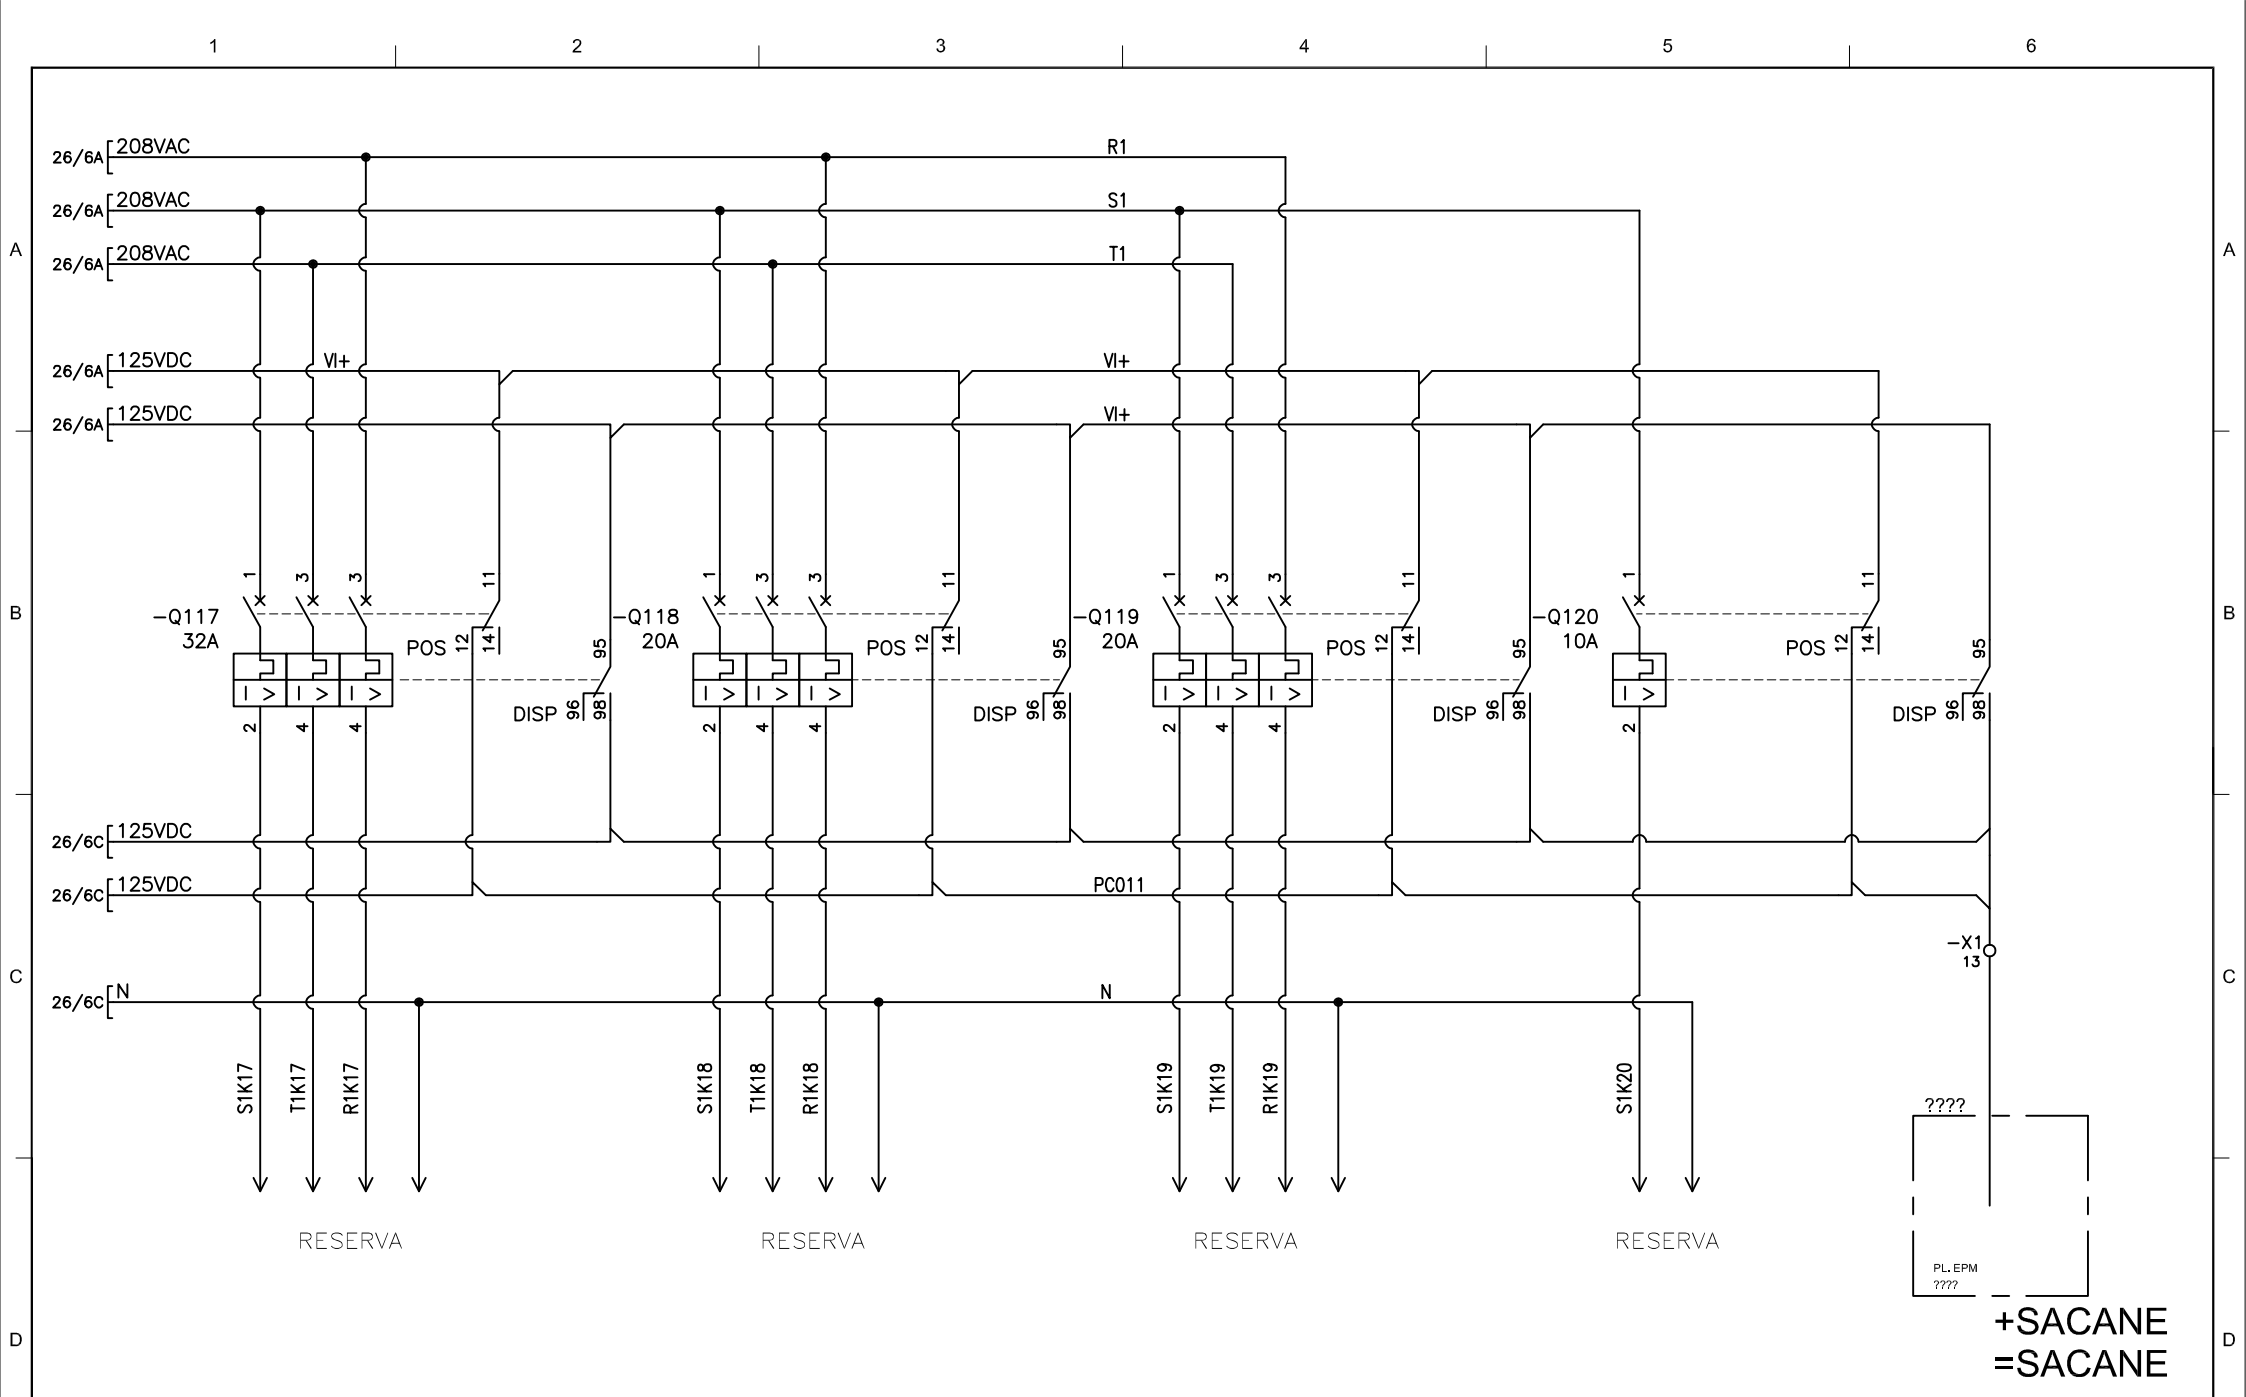 1 2 3 4 5 6
26/6A 208VAC R1
26/6A 208VAC S1
A A
26/6A 208VAC T1
26/6A 125VDC VI+ VI+
26/6A 125VDC VI+
1 3 3 11 1 3 3 11 1 3 3 11 1 11
B B
-Q117 -Q118 -Q119 -Q120
32A 20A 20A 10A
POS 12 14 95 POS 12 14 95 POS 12 14 95 POS 12 14 95
I > I > I > I > I > I > I > I > I > I >
DISP 96 98 DISP 96 98 DISP 96 98 DISP 96 98
2 4 4 2 4 4 2 4 4 2
26/6C 125VDC
26/6C 125VDC PC011
-X1
13
C C
26/6C N N
S1K17 T1K17 R1K17 S1K18 T1K18 R1K18 S1K19 T1K19 R1K19 S1K20
????
RESERVA RESERVA RESERVA RESERVA
PL.EPM
????
+SACANE
D D
=SACANE